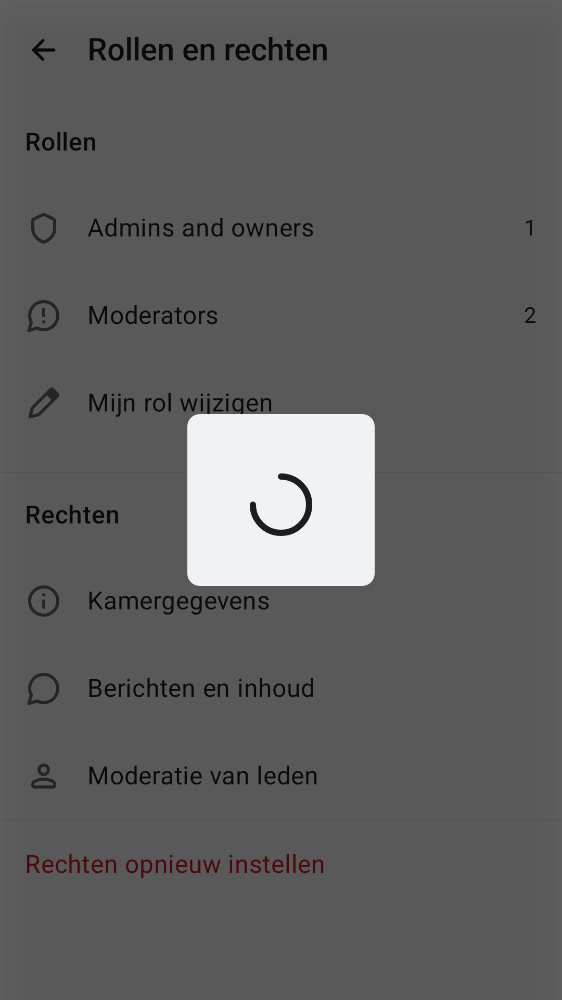 Rollen en rechten
Rollen
Admins and owners 1
Moderators 2
Mijn rol wijzigen
Rechten
Kamergegevens
Berichten en inhoud
Moderatie van leden
Rechten opnieuw instellen